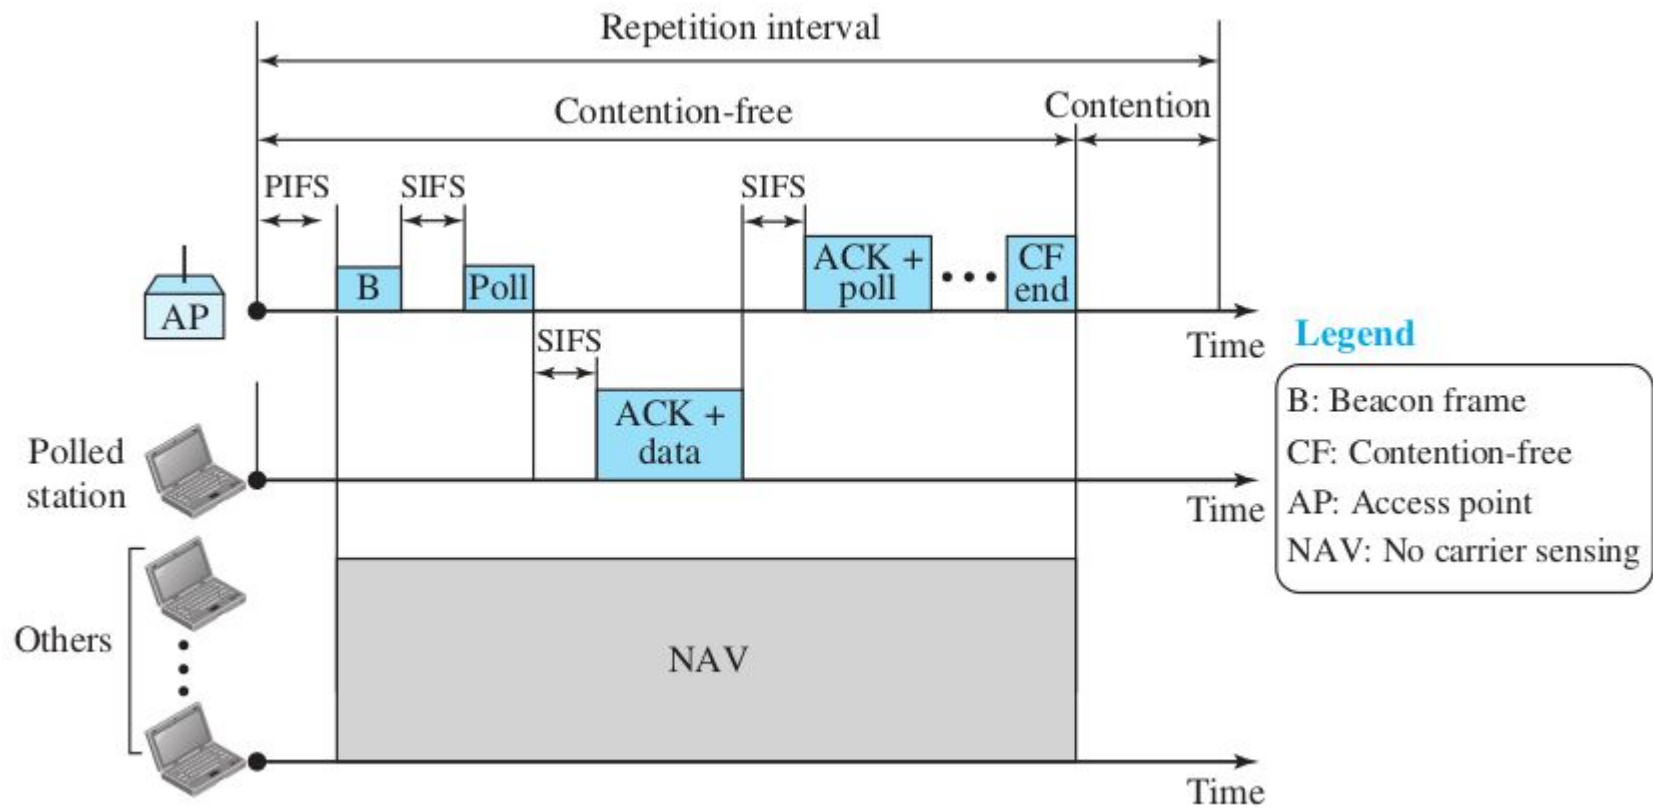 Repetition interval
Contention-free
Contention
PIFS
SIFS
SIFS
B
Poll
ACK +
poll
CF
end
AP
Time
SIFS
ACK +
data
Polled
station
Time
Others
NAV
Time
Legend
B: Beacon frame
CF: Contention-free
AP: Access point
NAV: No carrier sensing